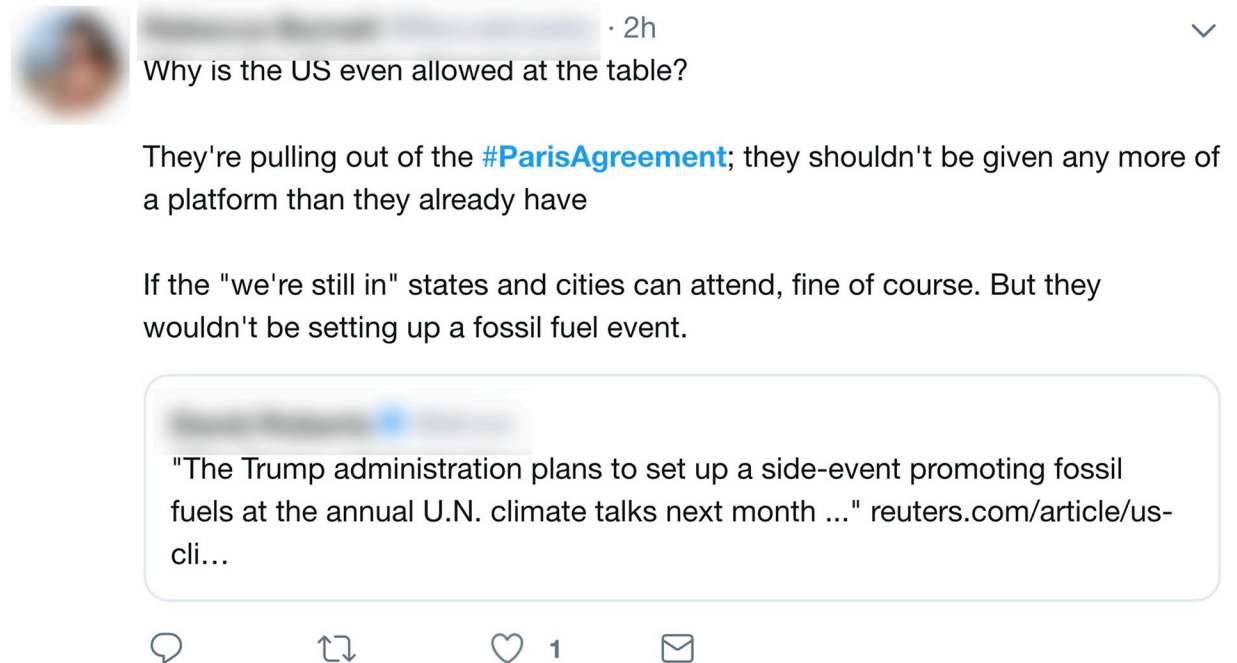 · 2h
Why is the US even allowed at the table?
They're pulling out of the #ParisAgreement; they shouldn't be given any more of
a platform than they already have
If the "we're still in" states and cities can attend, fine of course. But they
wouldn't be setting up a fossil fuel event.
"The Trump administration plans to set up a side-event promoting fossil
fuels at the annual U.N. climate talks next month ..." reuters.com/article/us-
cli...
1